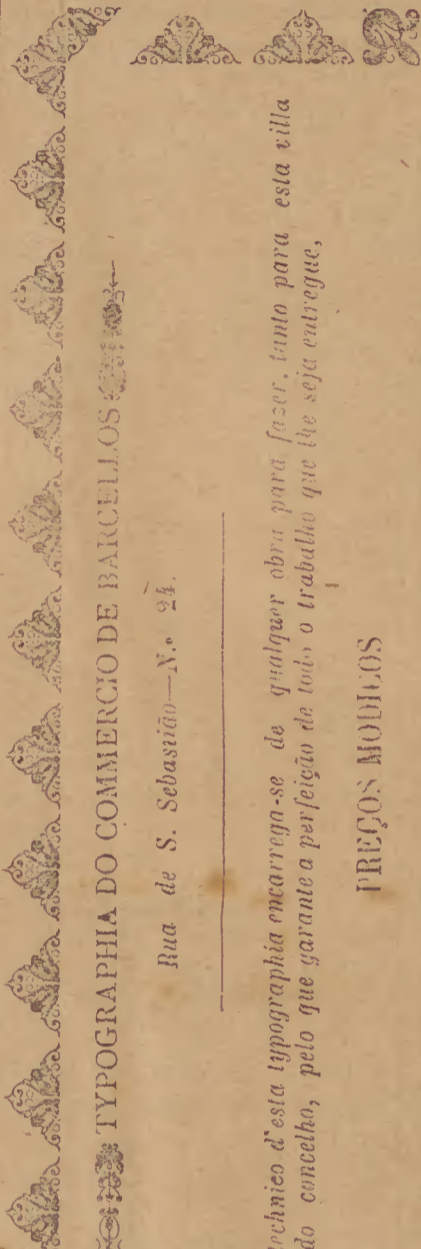 TYPOGRAPHIA DO COMMERCIO DE BARCELLOS
Rua de S. Sebastião—N.º 24.
technico d'esta typographia encarrega-se de qualquer obra para fazer, tanto para esta villa
do concelho, pelo que garante a perfeição de todo o trabalho que lhe seja entregue,
PREÇOS MODICOS